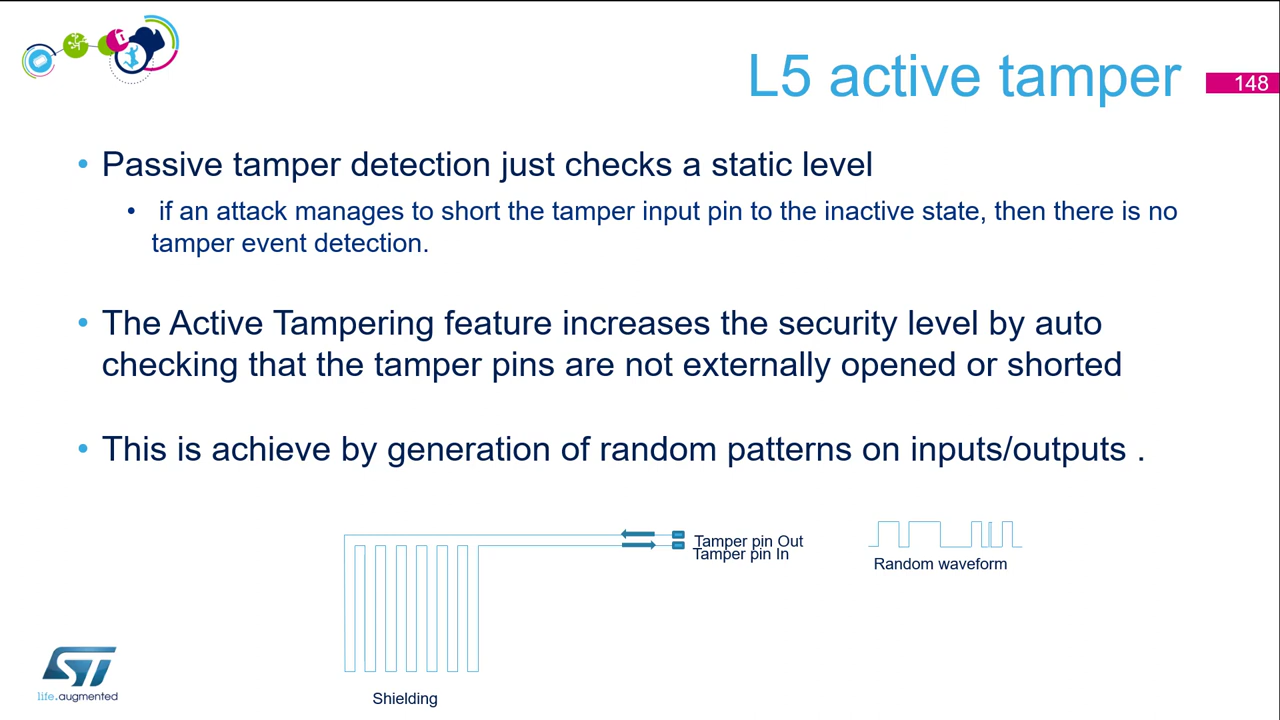 L5 active tamper
148
• Passive tamper detection just checks a static level
• if an attack manages to short the tamper input pin to the inactive state, then there is no
tamper event detection.
• The Active Tampering feature increases the security level by auto
checking that the tamper pins are not externally opened or shorted
• This is achieve by generation of random patterns on inputs/outputs .
Tamper pin Out
Tamper pin In
Random waveform
Shielding
ST
life.augmented